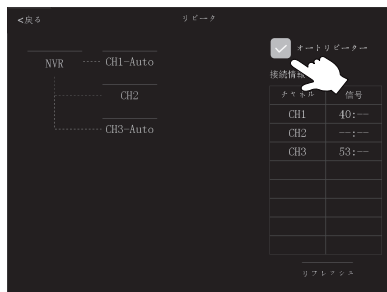 <戻る
リピータ
NVR
CH1-Auto
CH2
CH3-Auto
オートリピーター
接続情報
チャネル 信号
CH1 40:--
CH2 --:--
CH3 53:--
リフレクシュ